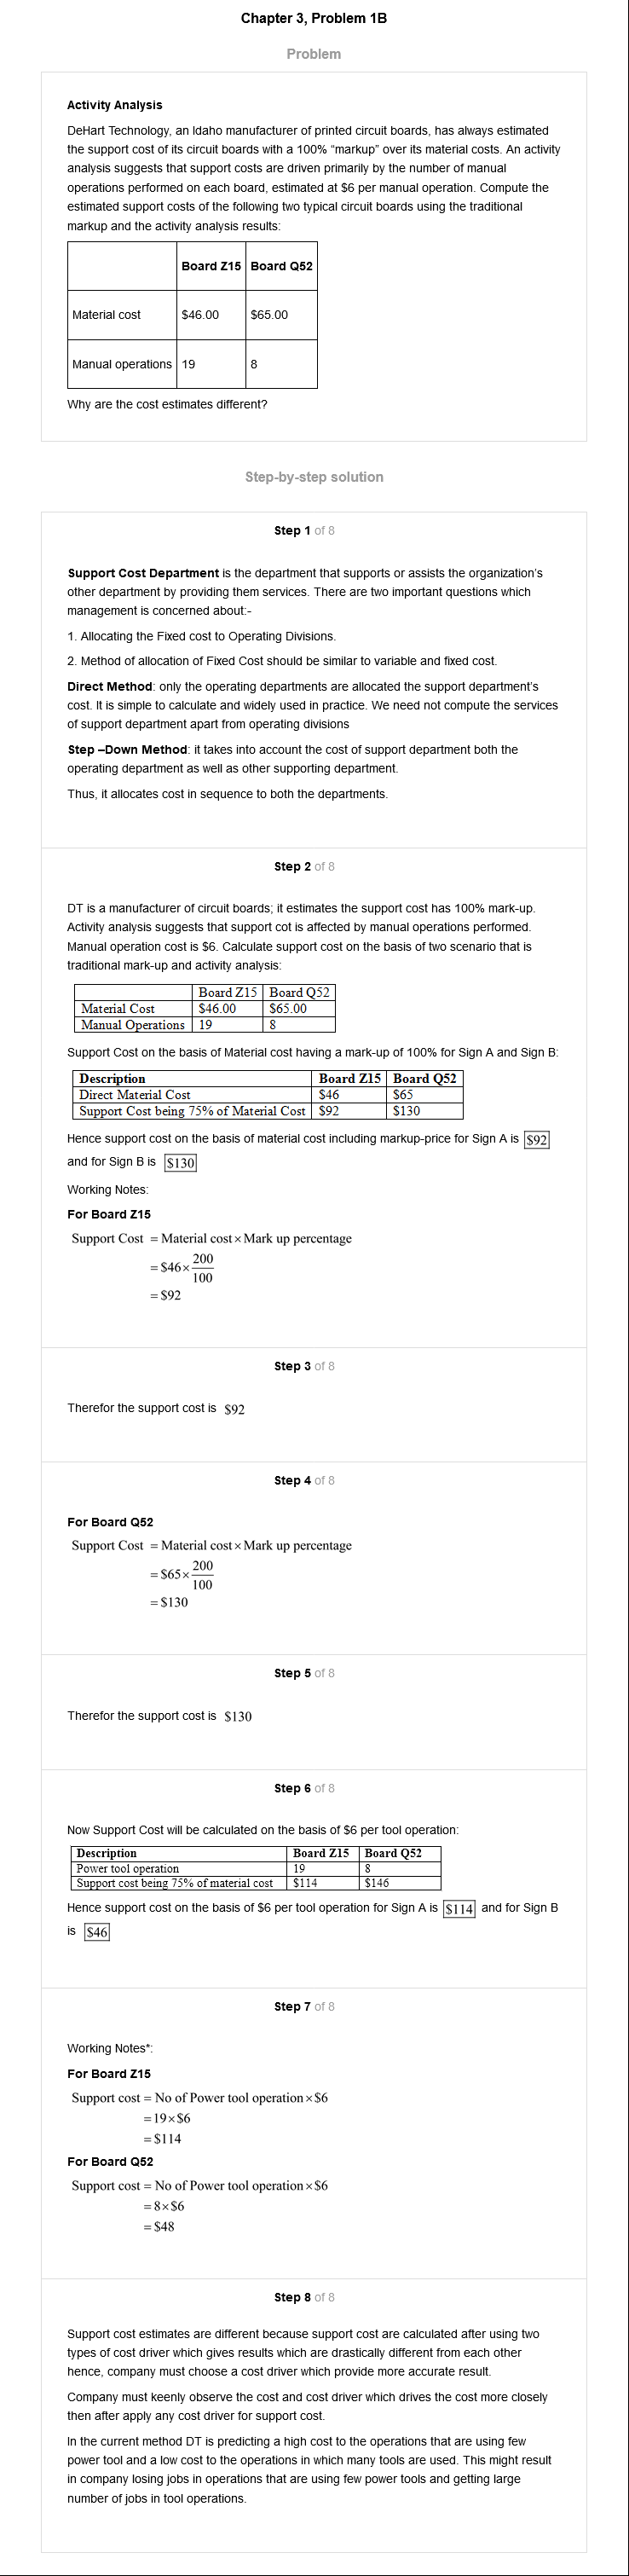 Chapter 3, Problem 1B
Problem
Activity Analysis
DeHart Technology, an Idaho manufacturer of printed circuit boards, has always estimated
the support cost of its circuit boards with a 100% “markup” over its material costs. An activity
analysis suggests that support costs are driven primarily by the number of manual
operations performed on each board, estimated at $6 per manual operation. Compute the
estimated support costs of the following two typical circuit boards using the traditional
markup and the activity analysis results:
Board Z15 Board Q52
Material cost $46.00 $65.00
Manual operations 19 8
Why are the cost estimates different?
Step-by-step solution
Step 1 of 8
Support Cost Department is the department that supports or assists the organization’s
other department by providing them services. There are two important questions which
management is concerned about:-
1. Allocating the Fixed cost to Operating Divisions.
2. Method of allocation of Fixed Cost should be similar to variable and fixed cost.
Direct Method: only the operating departments are allocated the support department’s
cost. It is simple to calculate and widely used in practice. We need not compute the services
of support department apart from operating divisions
Step –Down Method: it takes into account the cost of support department both the
operating department as well as other supporting department.
Thus, it allocates cost in sequence to both the departments.
Step 2 of 8
DT is a manufacturer of circuit boards; it estimates the support cost has 100% mark-up.
Activity analysis suggests that support cot is affected by manual operations performed.
Manual operation cost is $6. Calculate support cost on the basis of two scenario that is
traditional mark-up and activity analysis:
Board Z15 Board Q52
Material Cost $46.00 $65.00
Manual Operations 19 8
Support Cost on the basis of Material cost having a mark-up of 100% for Sign A and Sign B:
Description Board Z15 Board Q52
Direct Material Cost $46 $65
Support Cost being 75% of Material Cost $92 $130
Hence support cost on the basis of material cost including markup-price for Sign A is $92
and for Sign B is $130
Working Notes:
For Board Z15
Support Cost = Material cost × Mark up percentage
= $46 × 200/100
= $92
Step 3 of 8
Therefor the support cost is $92
Step 4 of 8
For Board Q52
Support Cost = Material cost × Mark up percentage
= $65 × 200/100
= $130
Step 5 of 8
Therefor the support cost is $130
Step 6 of 8
Now Support Cost will be calculated on the basis of $6 per tool operation:
Description Board Z15 Board Q52
Power tool operation 19 8
Support cost being 75% of material cost $114 $146
Hence support cost on the basis of $6 per tool operation for Sign A is $114 and for Sign B
is $46
Step 7 of 8
Working Notes*:
For Board Z15
Support cost = No of Power tool operation × $6
= 19 × $6
= $114
For Board Q52
Support cost = No of Power tool operation × $6
= 8 × $6
= $48
Step 8 of 8
Support cost estimates are different because support cost are calculated after using two
types of cost driver which gives results which are drastically different from each other
hence, company must choose a cost driver which provide more accurate result.
Company must keenly observe the cost and cost driver which drives the cost more closely
then after apply any cost driver for support cost.
In the current method DT is predicting a high cost to the operations that are using few
power tool and a low cost to the operations in which many tools are used. This might result
in company losing jobs in operations that are using few power tools and getting large
number of jobs in tool operations.